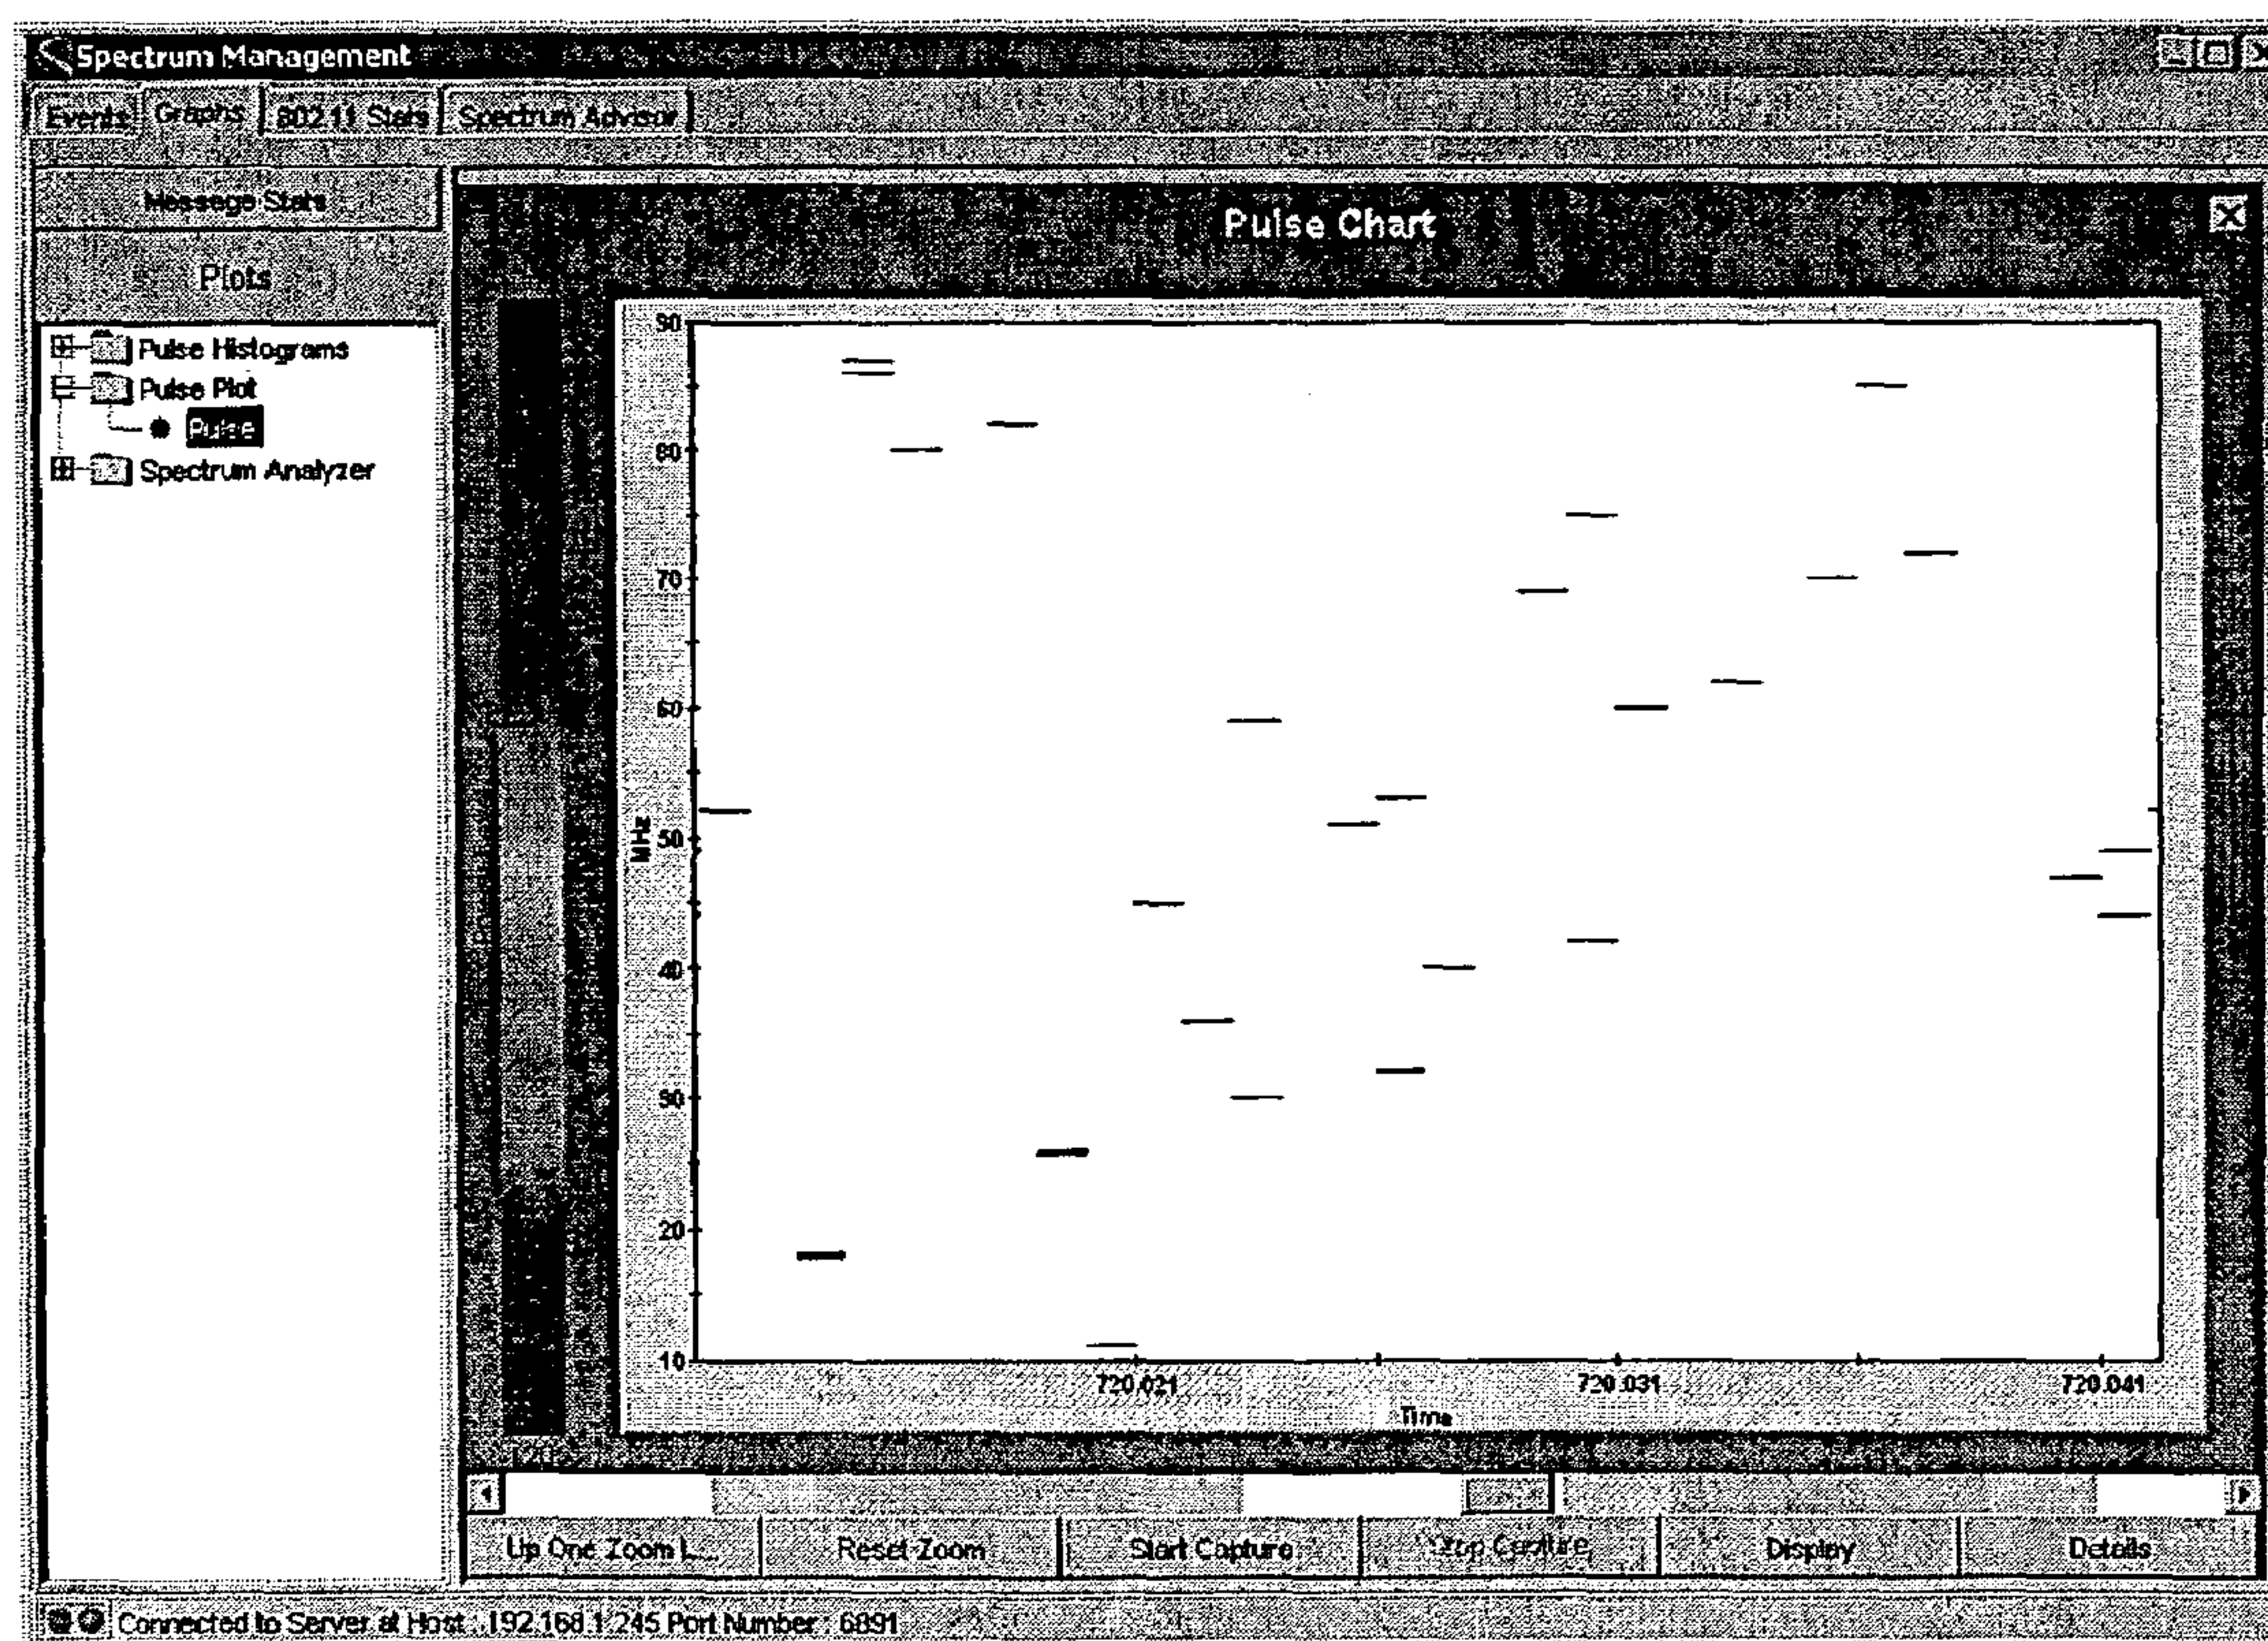 Spectrum Management
Events Graphs 802.11 Stats Spectrum Advisor
Message Stats
Plots
Pulse Histograms
Pulse Plot
Pulse
Spectrum Analyzer
Pulse Chart
90
80
70
60
MHz
50
40
30
20
10
720.021 720.031 720.041
Time
Up One Zoom L... Reset Zoom Start Capture Stop Capture Display Details
Connected to Server at Host : 192.168.1.245 Port Number : 6891